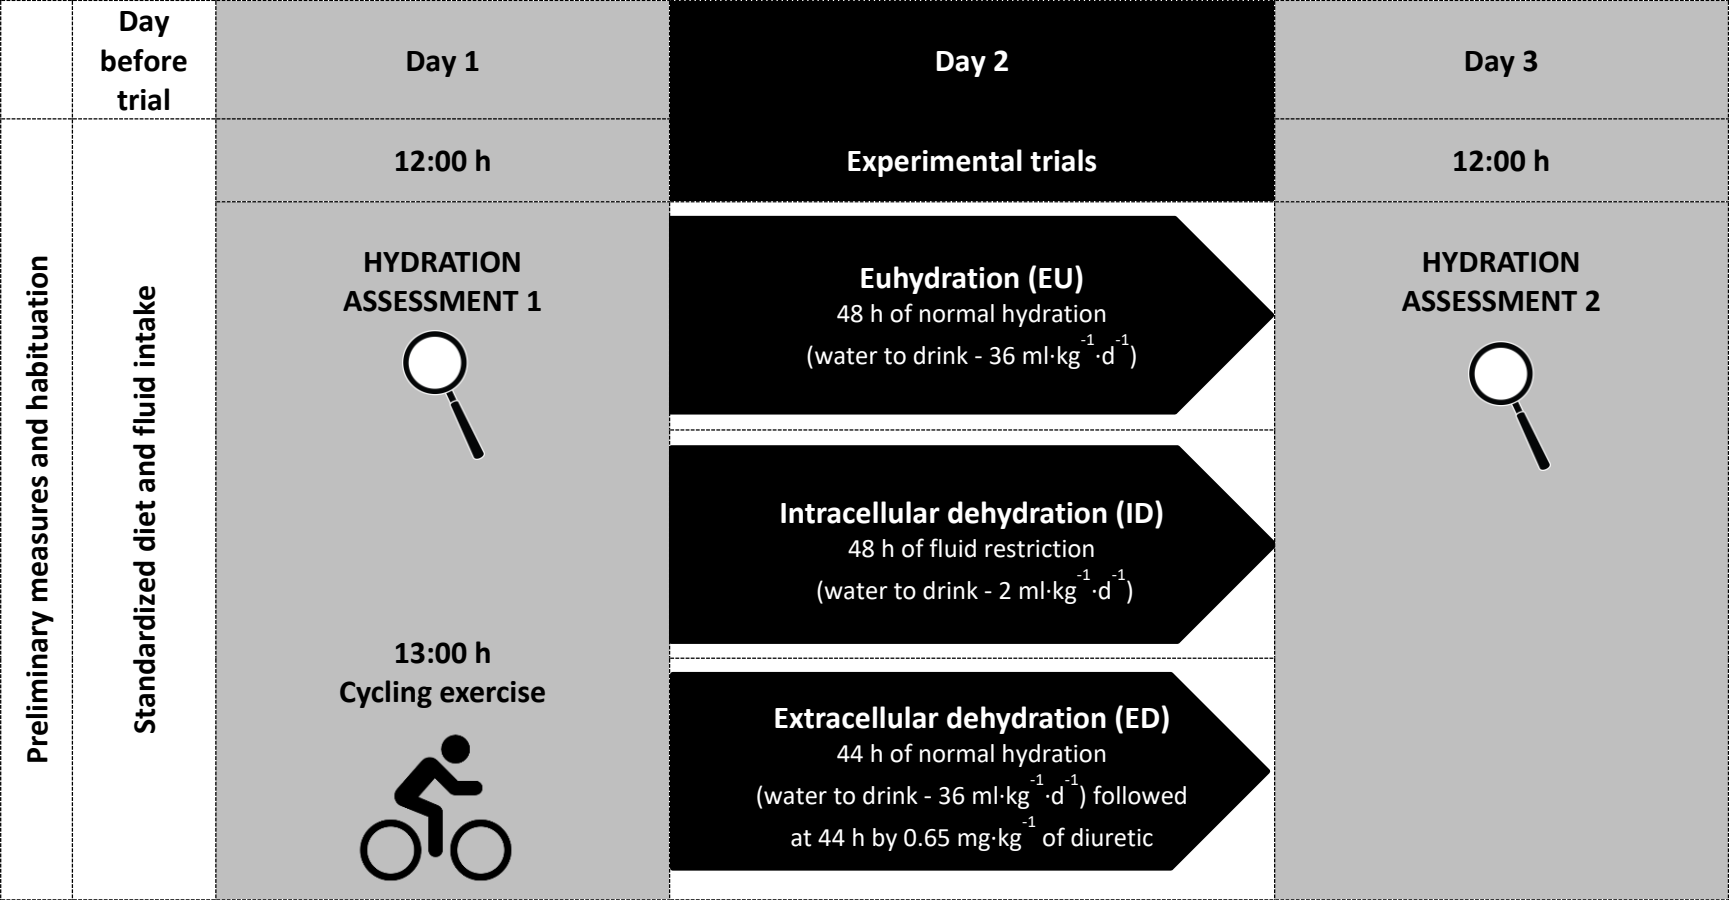 Day
before
trial
Day 1
Day 2
Day 3
12:00 h
Experimental trials
12:00 h
Preliminary measures and habituation
Standardized diet and fluid intake
HYDRATION
ASSESSMENT 1
13:00 h
Cycling exercise
Euhydration (EU)
48 h of normal hydration
(water to drink - 36 ml·kg⁻¹·d⁻¹)
Intracellular dehydration (ID)
48 h of fluid restriction
(water to drink - 2 ml·kg⁻¹·d⁻¹)
Extracellular dehydration (ED)
44 h of normal hydration
(water to drink - 36 ml·kg⁻¹·d⁻¹) followed
at 44 h by 0.65 mg·kg⁻¹ of diuretic
HYDRATION
ASSESSMENT 2